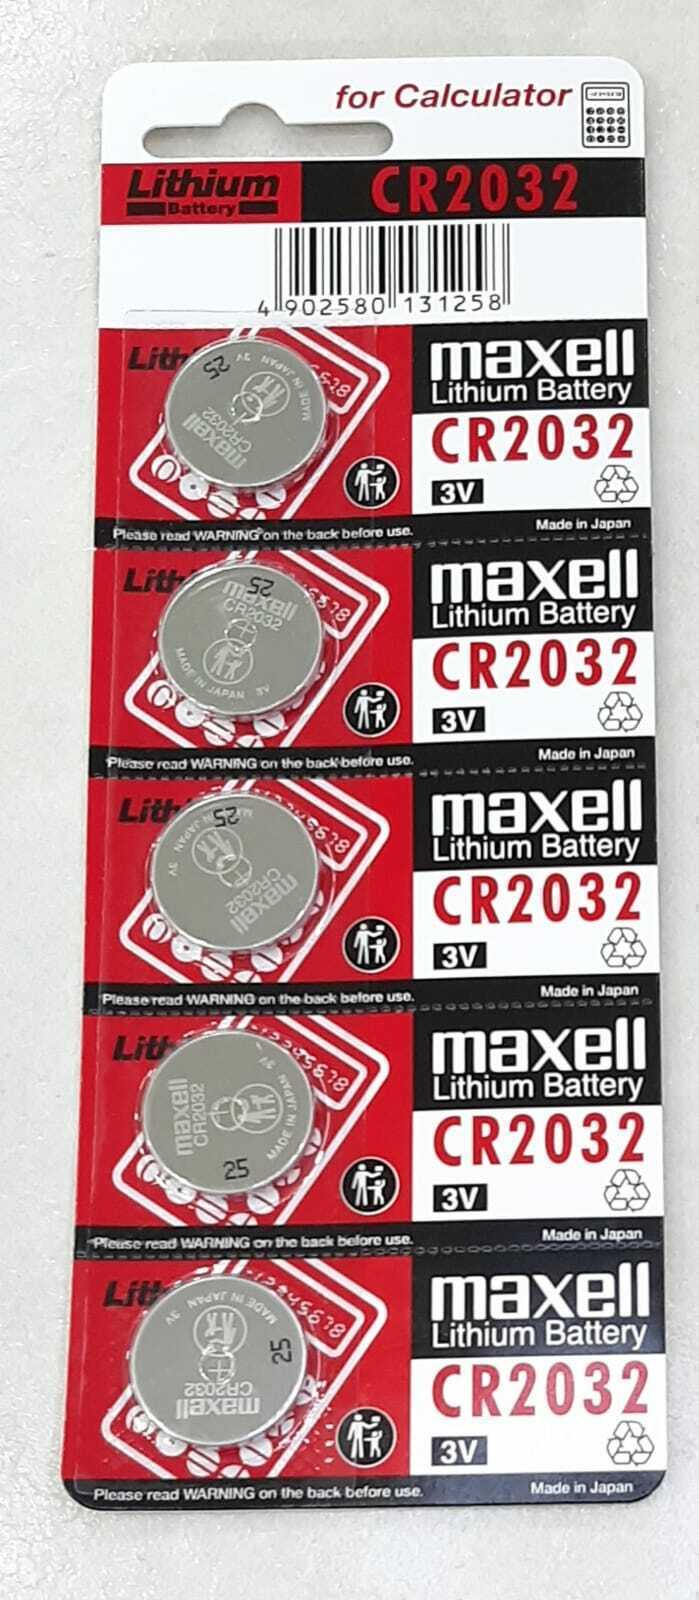 for Calculator
Lithium
Battery
CR2032
4 902580 131258
Lith
25
3V MADE IN JAPAN
maxell
CR2032
maxell
Lithium Battery
CR2032
3V
Please read WARNING on the back before use.
Made in Japan
Lith
25
maxell
CR2032
MADE IN JAPAN 3V
maxell
Lithium Battery
CR2032
3V
Please read WARNING on the back before use.
Made in Japan
Lith
25
3V MADE IN JAPAN
CR2032
maxell
maxell
Lithium Battery
CR2032
3V
Please read WARNING on the back before use.
Made in Japan
Lith
maxell
CR2032
MADE IN JAPAN 3V
25
maxell
Lithium Battery
CR2032
3V
Please read WARNING on the back before use.
Made in Japan
Lith
3V MADE IN JAPAN
25
CR2032
maxell
maxell
Lithium Battery
CR2032
3V
Please read WARNING on the back before use.
Made in Japan